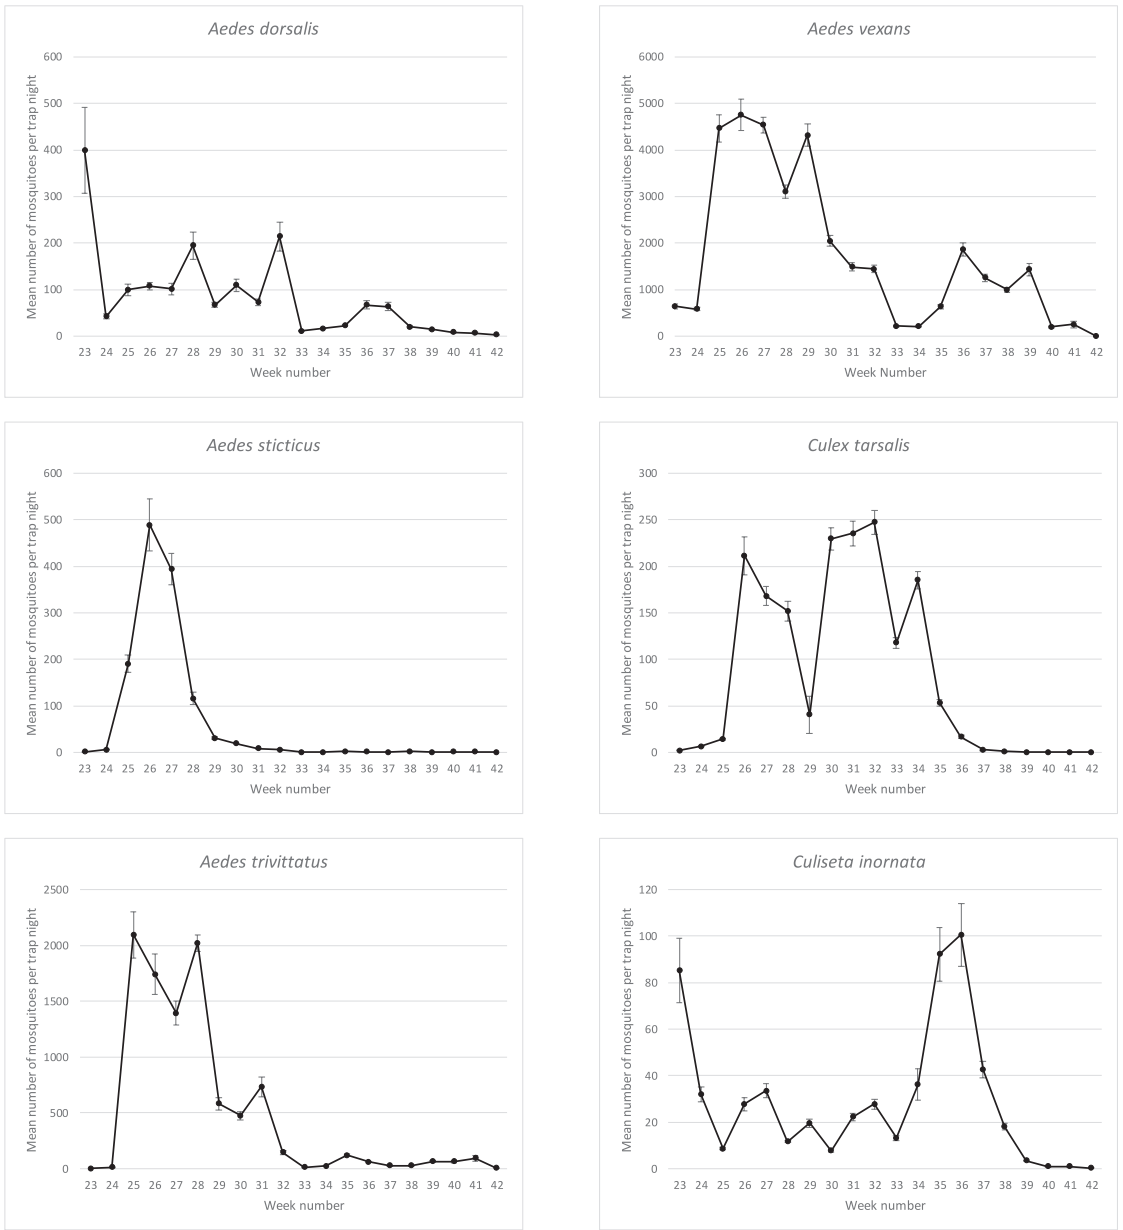 Aedes dorsalis
Mean number of mosquitoes per trap night
600
500
400
300
200
100
0
23 24 25 26 27 28 29 30 31 32 33 34 35 36 37 38 39 40 41 42
Week number
Aedes vexans
Mean number of mosquitoes per trap night
6000
5000
4000
3000
2000
1000
0
23 24 25 26 27 28 29 30 31 32 33 34 35 36 37 38 39 40 41 42
Week Number
Aedes sticticus
Mean number of mosquitoes per trap night
600
500
400
300
200
100
0
23 24 25 26 27 28 29 30 31 32 33 34 35 36 37 38 39 40 41 42
Week number
Culex tarsalis
Mean number of mosquitoes per trap night
300
250
200
150
100
50
0
23 24 25 26 27 28 29 30 31 32 33 34 35 36 37 38 39 40 41 42
Week number
Aedes trivittatus
Mean number of mosquitoes per trap night
2500
2000
1500
1000
500
0
23 24 25 26 27 28 29 30 31 32 33 34 35 36 37 38 39 40 41 42
Week number
Culiseta inornata
Mean number of mosquitoes per trap night
120
100
80
60
40
20
0
23 24 25 26 27 28 29 30 31 32 33 34 35 36 37 38 39 40 41 42
Week number